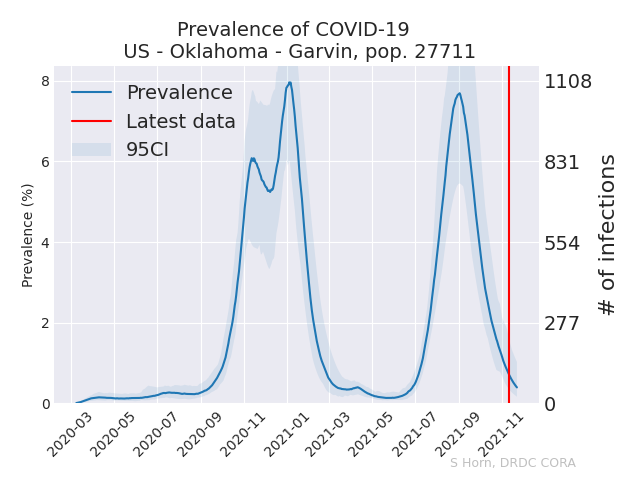 Prevalence of COVID-19
US - Oklahoma - Garvin, pop. 27711
Prevalence
Latest data
95CI
Prevalence (%)
8
6
4
2
0
1108
831
554
277
0
# of infections
2020-03
2020-05
2020-07
2020-09
2020-11
2021-01
2021-03
2021-05
2021-07
2021-09
2021-11
S Horn, DRDC CORA